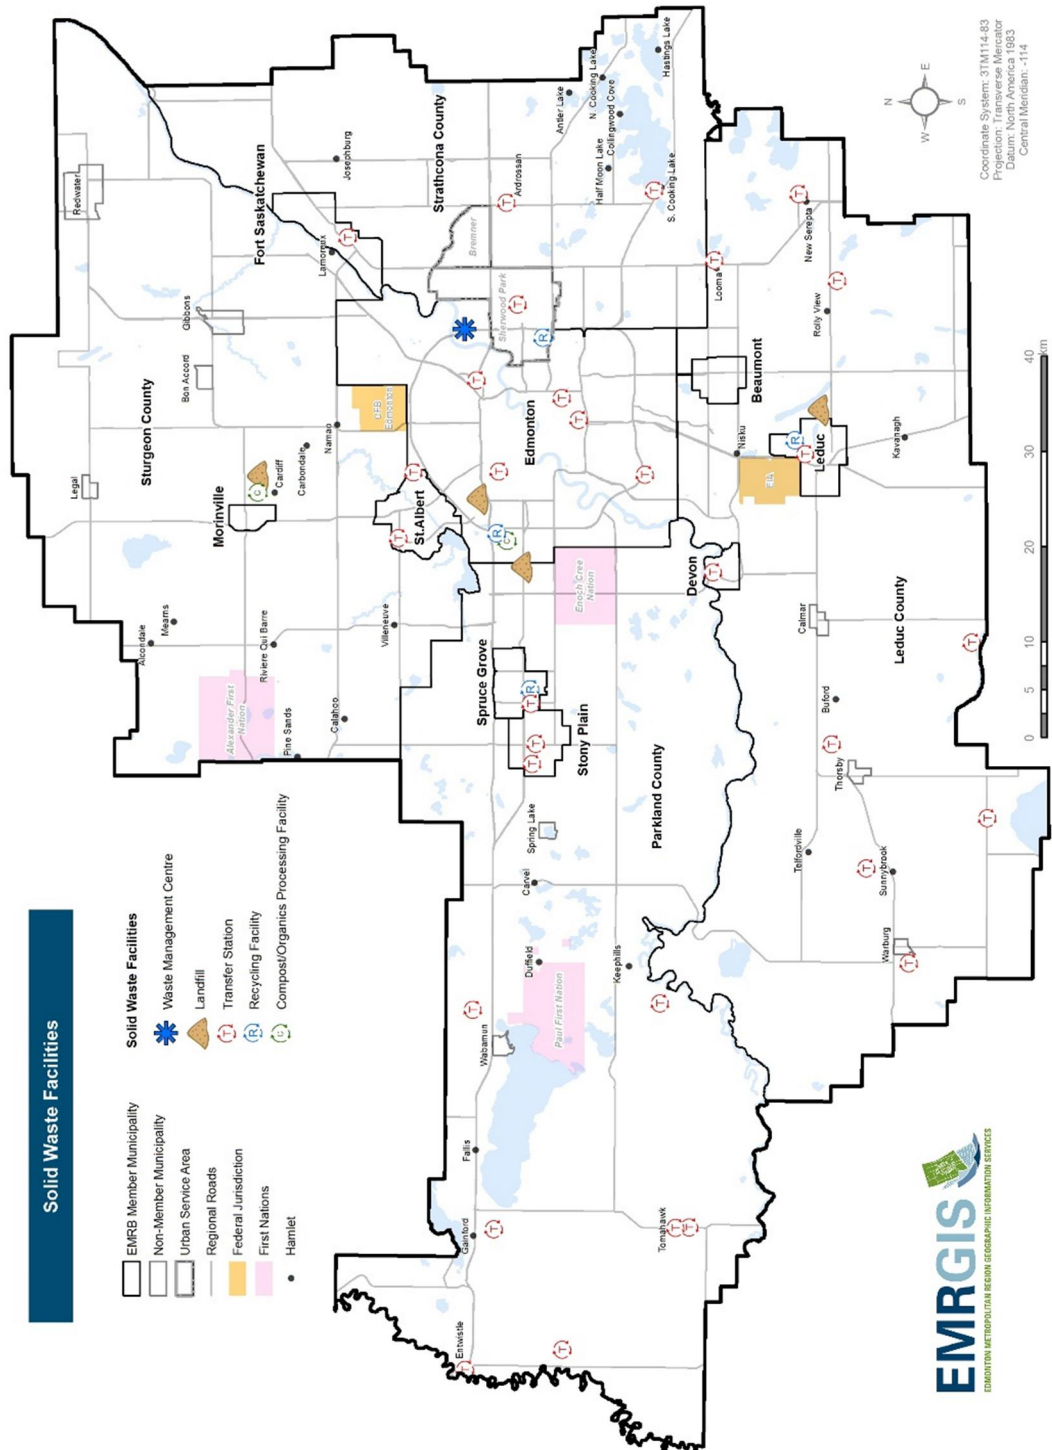 Solid Waste Facilities
EMRB Member Municipality
Non-Member Municipality
Urban Service Area
Regional Roads
Federal Jurisdiction
First Nations
Hamlet
Solid Waste Facilities
Waste Management Centre
Landfill
T
Transfer Station
R
Recycling Facility
C
Compost/Organics Processing Facility
Redwater
Legal
Sturgeon County
Bon Accord
Gibbons
Alcondale
Mearns
Morinville
Cardiff
Carbondale
Riviere Qui Barre
Alexander First
Nation
Pine Sands
Calahoo
Villeneuve
Namao
CFB
Edmonton
Fort Saskatchewan
Lamoreux
Josephburg
Strathcona County
St.Albert
Bremner
Sherwood Park
Ardrossan
Antler Lake
N. Cooking Lake
Half Moon Lake
Collingwood Cove
Hastings Lake
S. Cooking Lake
Edmonton
Entwistle
Gainford
Fallis
Wabamun
Duffield
Carvel
Spring Lake
Spruce Grove
Stony Plain
Enoch Cree
Nation
Paul First Nation
Keephills
Parkland County
Tomahawk
Devon
Nisku
Beaumont
Looma
New Serepta
Rolly View
EIA
Leduc
Kavanagh
Calmar
Leduc County
Buford
Thorsby
Telfordville
Sunnybrook
Warburg
N
W
E
S
Coordinate System: 3TM114-83
Projection: Transverse Mercator
Datum: North America 1983
Central Meridian: -114
0 5 10 20 30 40
km
EMRGIS
EDMONTON METROPOLITAN REGION GEOGRAPHIC INFORMATION SERVICES